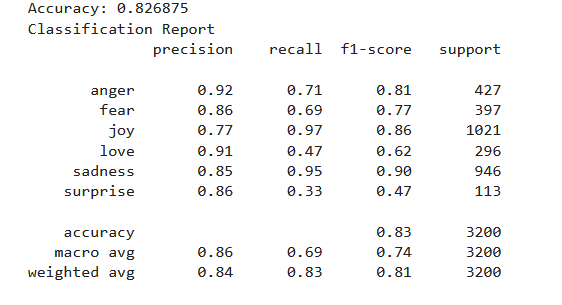 Accuracy: 0.826875
Classification Report
precision recall f1-score support
anger 0.92 0.71 0.81 427
fear 0.86 0.69 0.77 397
joy 0.77 0.97 0.86 1021
love 0.91 0.47 0.62 296
sadness 0.85 0.95 0.90 946
surprise 0.86 0.33 0.47 113
accuracy 0.83 3200
macro avg 0.86 0.69 0.74 3200
weighted avg 0.84 0.83 0.81 3200